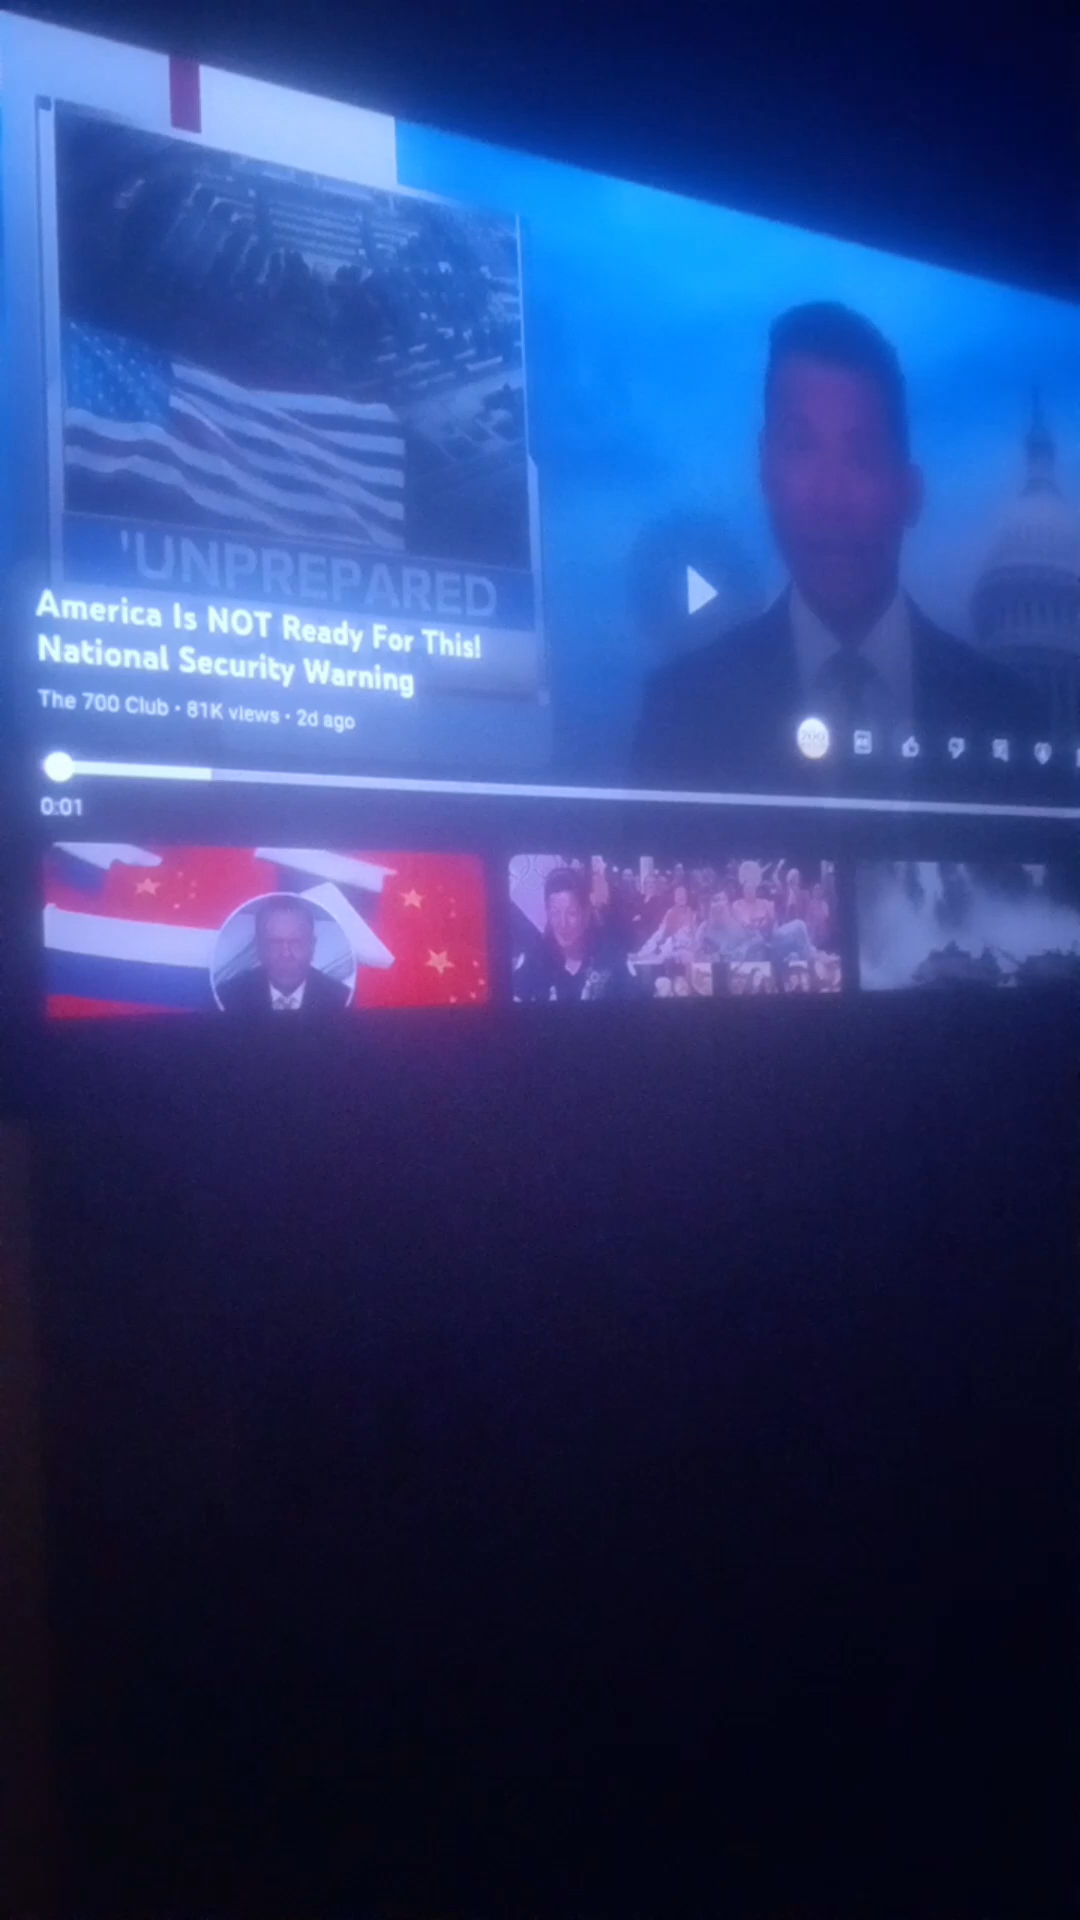 'UNPREPARED
America Is NOT Ready For This!
National Security Warning
The 700 Club • 81K views • 2d ago
700
0:01